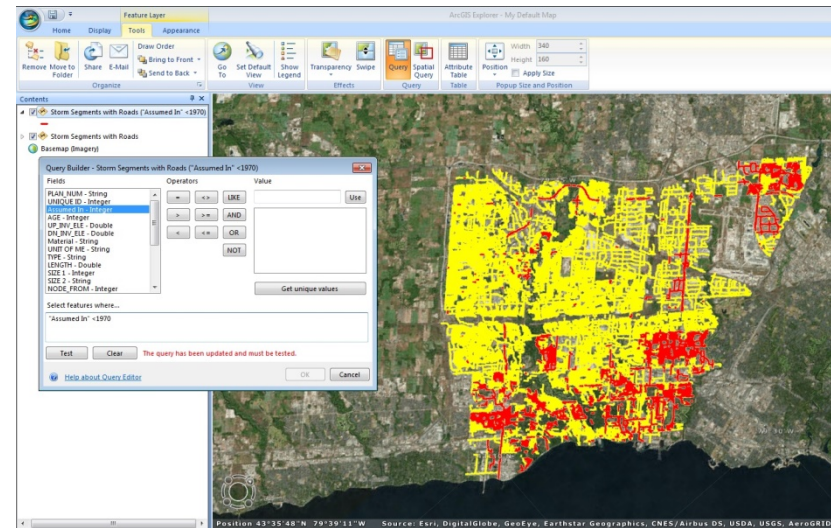 Feature Layer
ArcGIS Explorer - My Default Map
Home Display Tools Appearance
Remove Move to Folder Share E-Mail
Draw Order
Bring to Front
Send to Back
Go To Set Default View Show Legend
Transparency Swipe
Query Spatial Query
Attribute Table
Position
Width 340
Height 160
Apply Size
Organize View Effects Query Table Popup Size and Position
Contents
Storm Segments with Roads ("Assumed In" <1970)
Storm Segments with Roads
Basemap (Imagery)
Query Builder - Storm Segments with Roads ("Assumed In" <1970)
Fields Operators Value
PLAN_NUM - String
UNIQUE ID - Integer
Assumed In - Integer
AGE - Integer
UP_INV_ELE - Double
DN_INV_ELE - Double
Material - String
UNIT OF ME - String
TYPE - String
LENGTH - Double
SIZE 1 - Integer
SIZE 2 - String
NODE_FROM - Integer
= <> LIKE
> >= AND
< <= OR
NOT
Use
Get unique values
Select features where...
"Assumed In" <1970
Test Clear The query has been updated and must be tested.
Help about Query Editor
OK Cancel
Position 43°35'48"N 79°39'11"W Source: Esri, DigitalGlobe, GeoEye, Earthstar Geographics, CNES/Airbus DS, USDA, USGS, AeroGRID